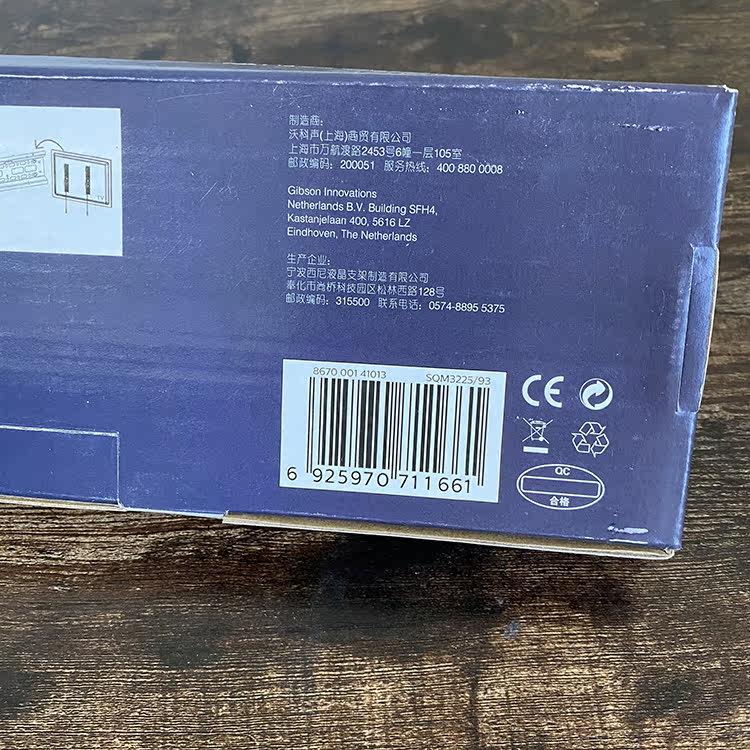 制造商：
沃科声(上海)商贸有限公司
上海市万航渡路2453号6幢一层105室
邮政编码：200051 服务热线：400 880 0008
Gibson Innovations
Netherlands B.V. Building SFH4,
Kastanjelaan 400, 5616 LZ
Eindhoven, The Netherlands
生产企业：
宁波西尼液晶支架制造有限公司
奉化市尚桥科技园区松林西路128号
邮政编码：315500 联系电话：0574-8895 5375
8670 001 41013 SQM3225/93
6 925970 711661
CE
QC
合格